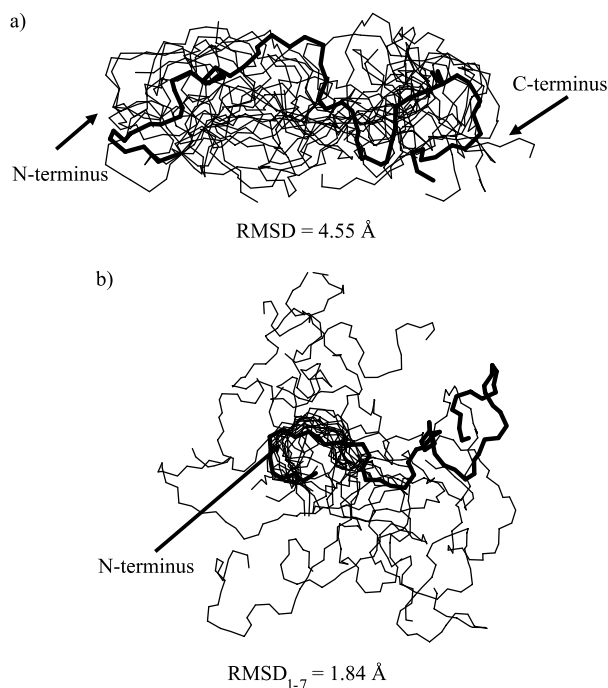 a)
C-terminus
N-terminus
RMSD = 4.55 Å
b)
N-terminus
RMSD1-7 = 1.84 Å